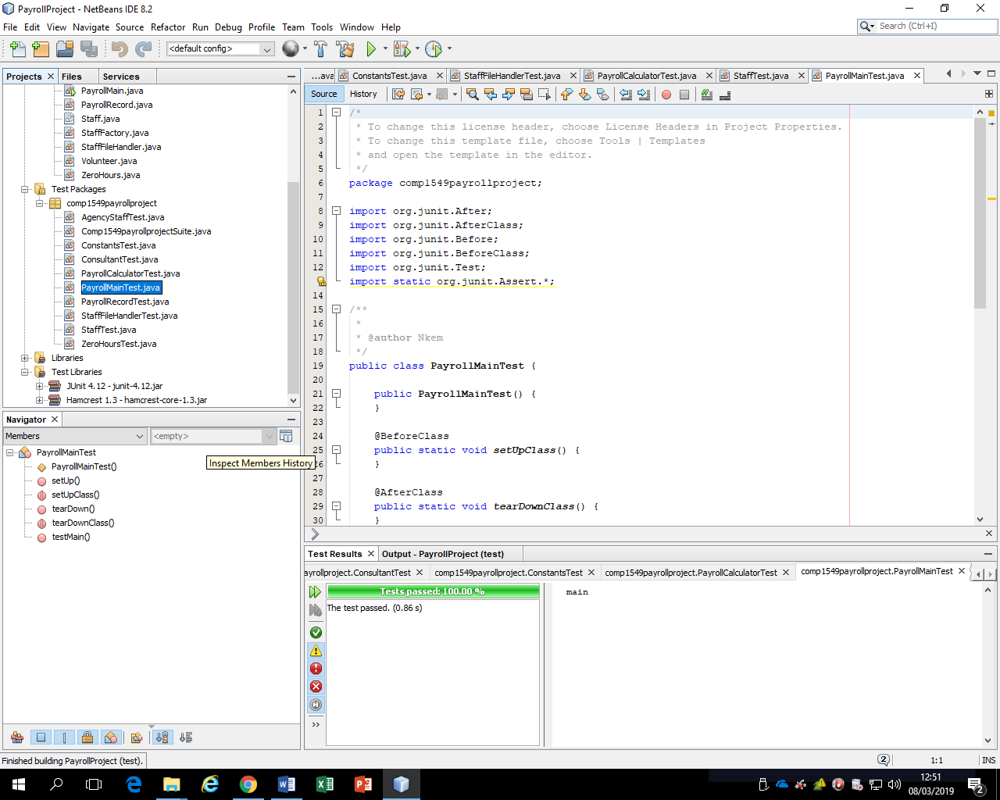 PayrollProject - NetBeans IDE 8.2
File Edit View Navigate Source Refactor Run Debug Profile Team Tools Window Help
Search (Ctrl+I)
<default config>
Projects Files Services
PayrollMain.java
PayrollRecord.java
Staff.java
StaffFactory.java
StaffFileHandler.java
Volunteer.java
ZeroHours.java
Test Packages
comp1549payrollproject
AgencyStaffTest.java
Comp1549payrollprojectSuite.java
ConstantsTest.java
ConsultantTest.java
PayrollCalculatorTest.java
PayrollMainTest.java
PayrollRecordTest.java
StaffFileHandlerTest.java
StaffTest.java
ZeroHoursTest.java
Libraries
Test Libraries
JUnit 4.12 - junit-4.12.jar
Hamcrest 1.3 - hamcrest-core-1.3.jar
Navigator
Members <empty>
PayrollMainTest
Inspect Members History
PayrollMainTest()
setUp()
setUpClass()
tearDown()
tearDownClass()
testMain()
...ava ConstantsTest.java StaffFileHandlerTest.java PayrollCalculatorTest.java StaffTest.java PayrollMainTest.java
Source History
1 /*
2 * To change this license header, choose License Headers in Project Properties.
3 * To change this template file, choose Tools | Templates
4 * and open the template in the editor.
5 */
6 package comp1549payrollproject;
7
8 import org.junit.After;
9 import org.junit.AfterClass;
10 import org.junit.Before;
11 import org.junit.BeforeClass;
12 import org.junit.Test;
import static org.junit.Assert.*;
14
15 /**
16 *
17 * @author Nkem
18 */
19 public class PayrollMainTest {
20
21 public PayrollMainTest() {
22 }
23
24 @BeforeClass
25 public static void setUpClass() {
26 }
27
28 @AfterClass
29 public static void tearDownClass() {
30 }
Test Results Output - PayrollProject (test)
ayrollproject.ConsultantTest comp1549payrollproject.ConstantsTest comp1549payrollproject.PayrollCalculatorTest comp1549payrollproject.PayrollMainTest
Tests passed: 100.00 %
The test passed. (0.86 s)
main
Finished building PayrollProject (test).
2 1:1 INS
12:51
08/03/2019
2